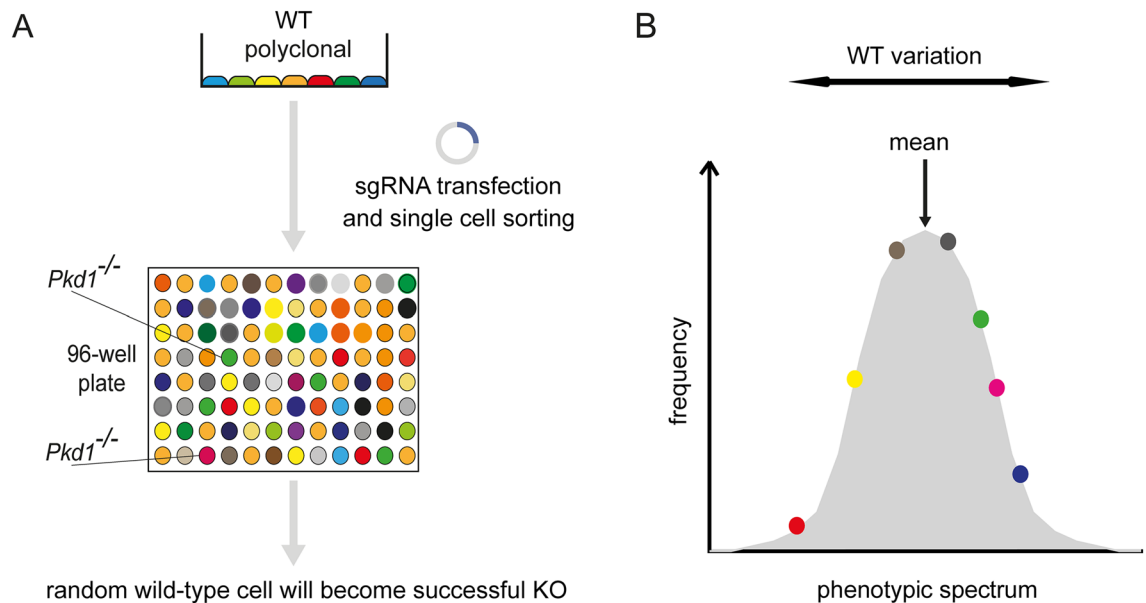 A
WT
polyclonal
sgRNA transfection
and single cell sorting
Pkd1-/-
96-well
plate
Pkd1-/-
random wild-type cell will become successful KO
B
WT variation
mean
frequency
phenotypic spectrum